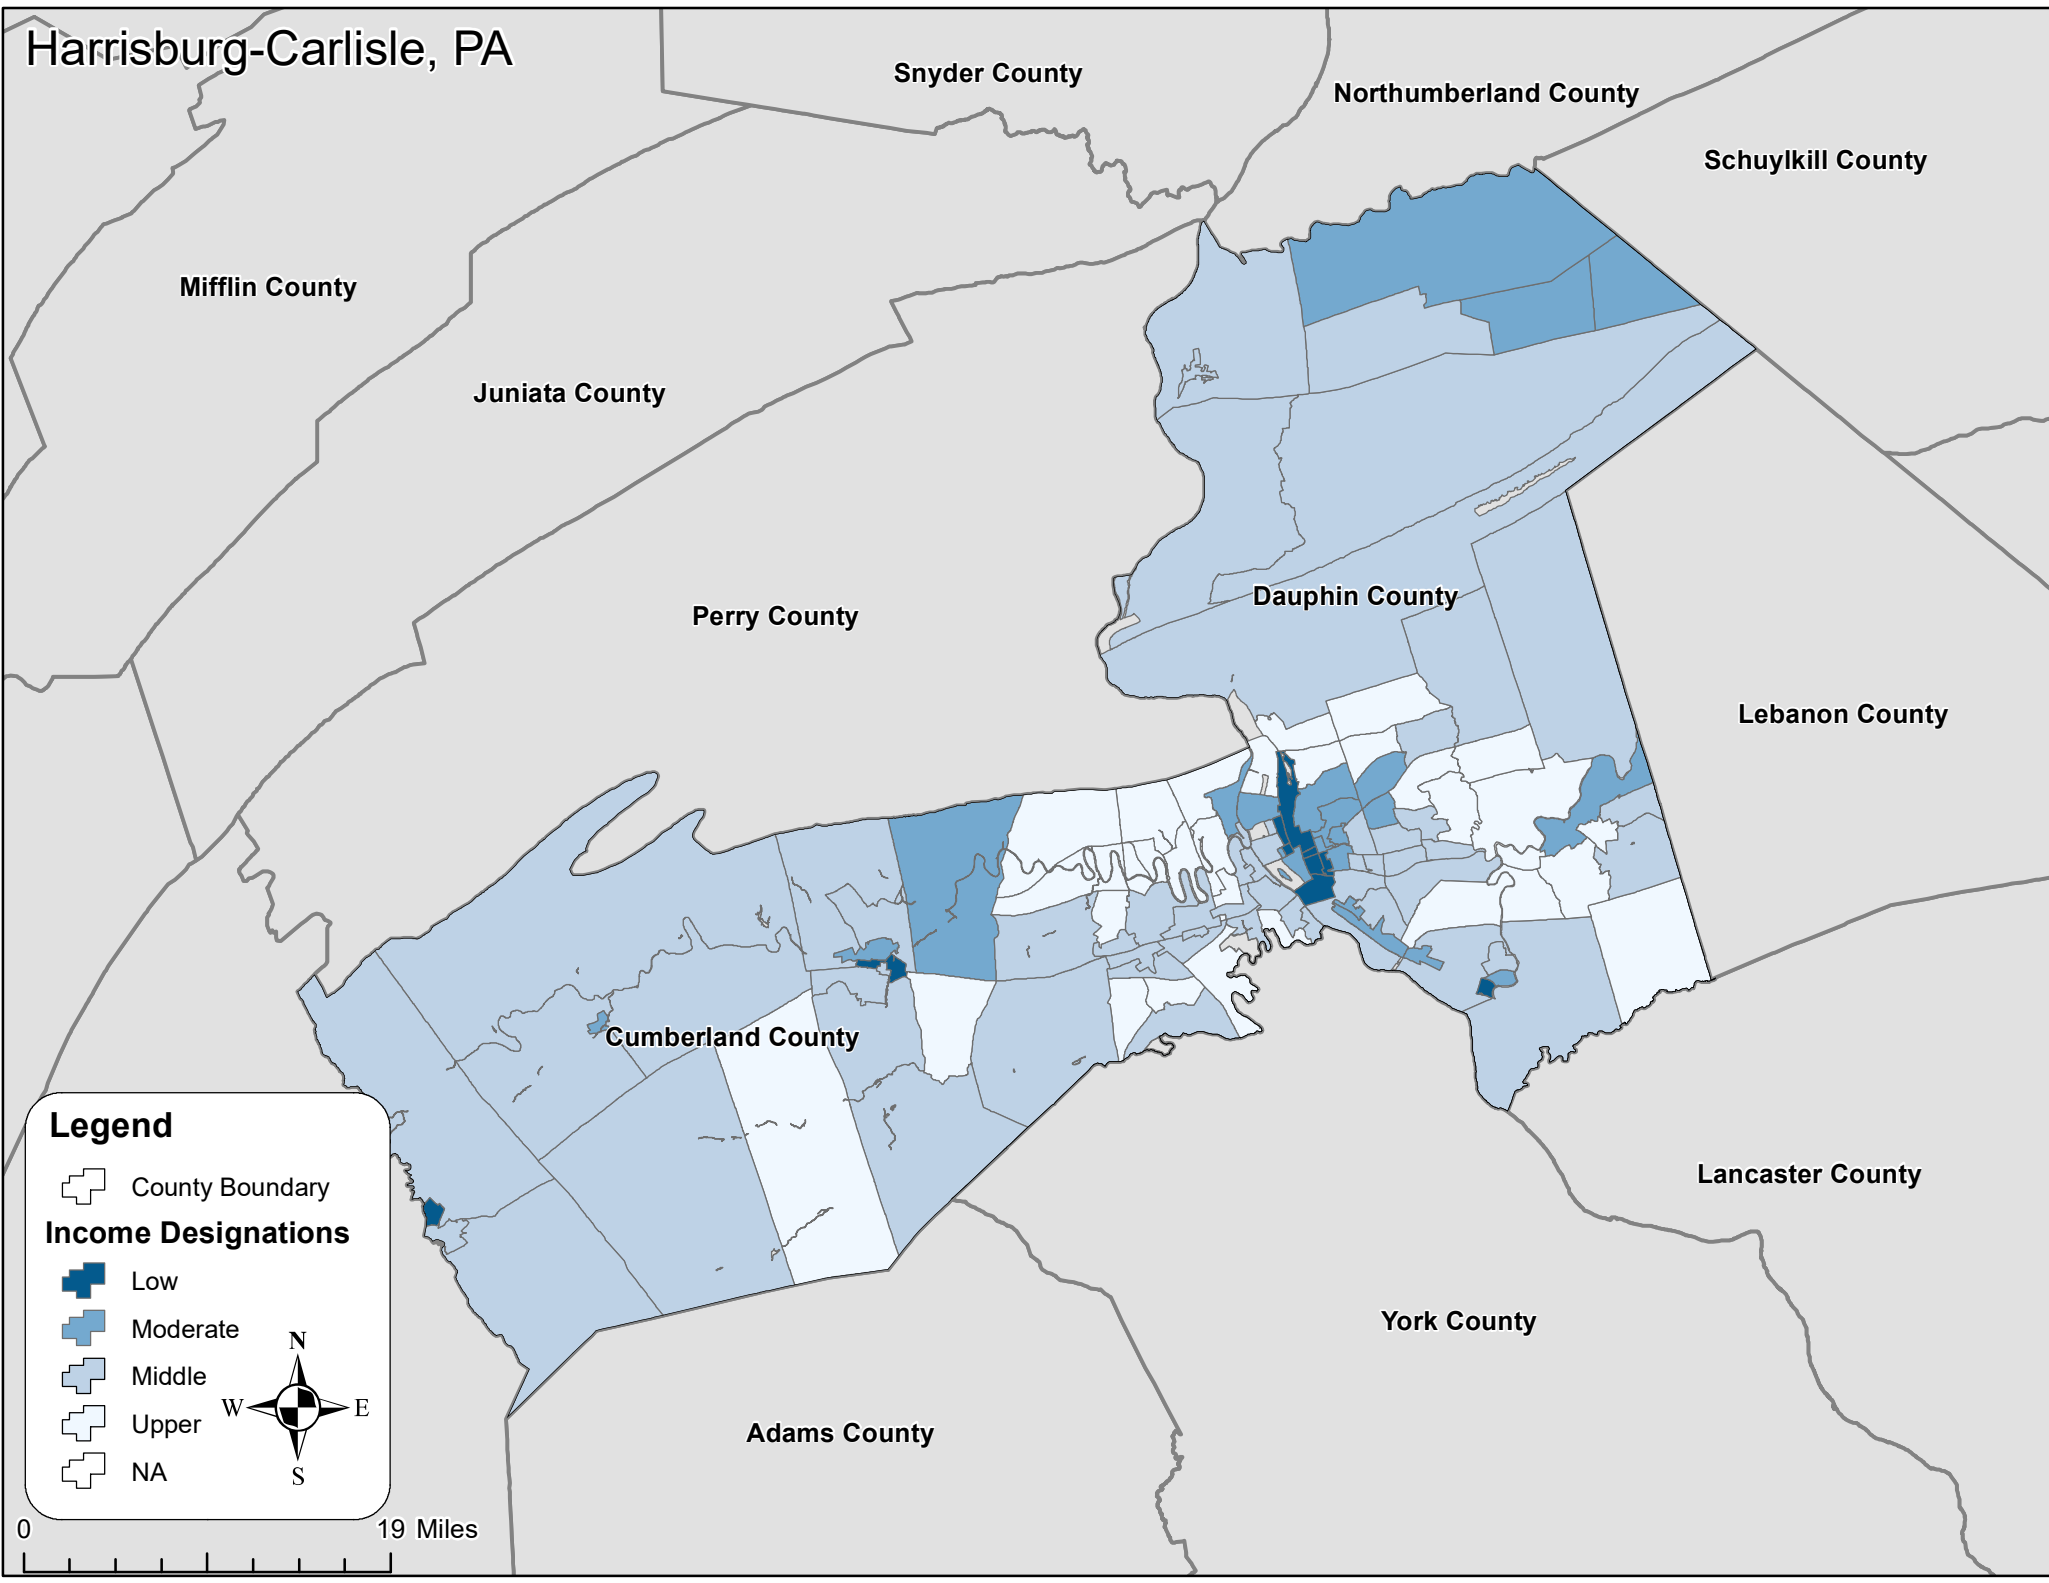 Harrisburg-Carlisle, PA
Snyder County
Northumberland County
Schuylkill County
Mifflin County
Juniata County
Perry County
Dauphin County
Lebanon County
Cumberland County
Lancaster County
York County
Adams County
Legend
County Boundary
Income Designations
Low
Moderate
Middle
Upper
NA
N
W E
S
0 19 Miles